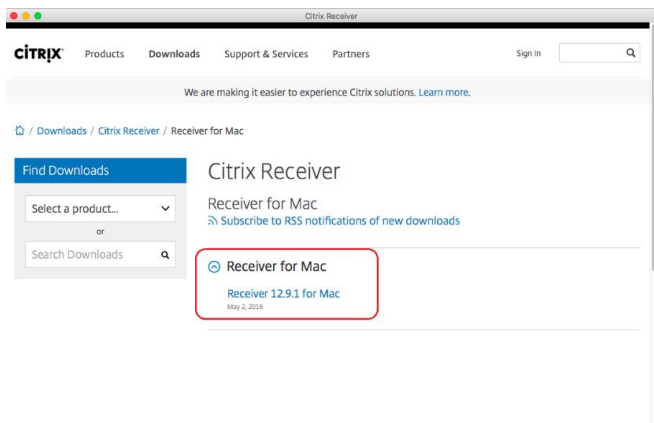 Citrix Receiver
CİTRIX Products Downloads Support & Services Partners Sign In
We are making it easier to experience Citrix solutions. Learn more.
/ Downloads / Citrix Receiver / Receiver for Mac
Find Downloads
Select a product...
or
Search Downloads
Citrix Receiver
Receiver for Mac
Subscribe to RSS notifications of new downloads
Receiver for Mac
Receiver 12.9.1 for Mac
May 2, 2018